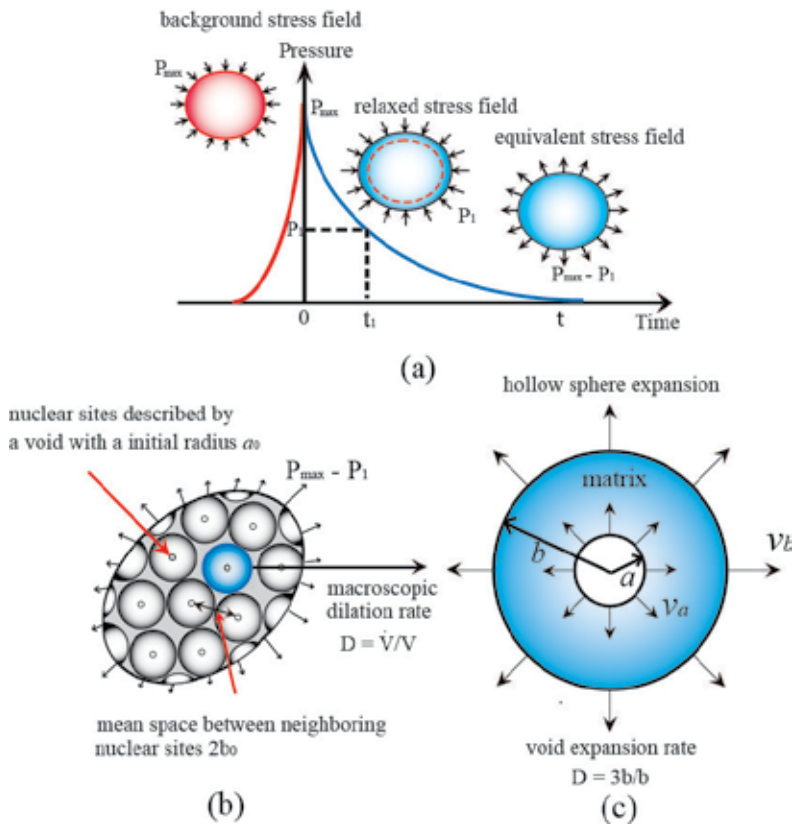 background stress field
Pressure
Pmax
Pmax
relaxed stress field
equivalent stress field
P1
P1
Pmax - P1
0
t1
t
Time
(a)
nuclear sites described by
a void with a initial radius a0
Pmax - P1
macroscopic
dilation rate
D = V̇/V
mean space between neighboring
nuclear sites 2b0
(b)
hollow sphere expansion
matrix
b
a
vb
va
void expansion rate
D = 3b/b
(c)